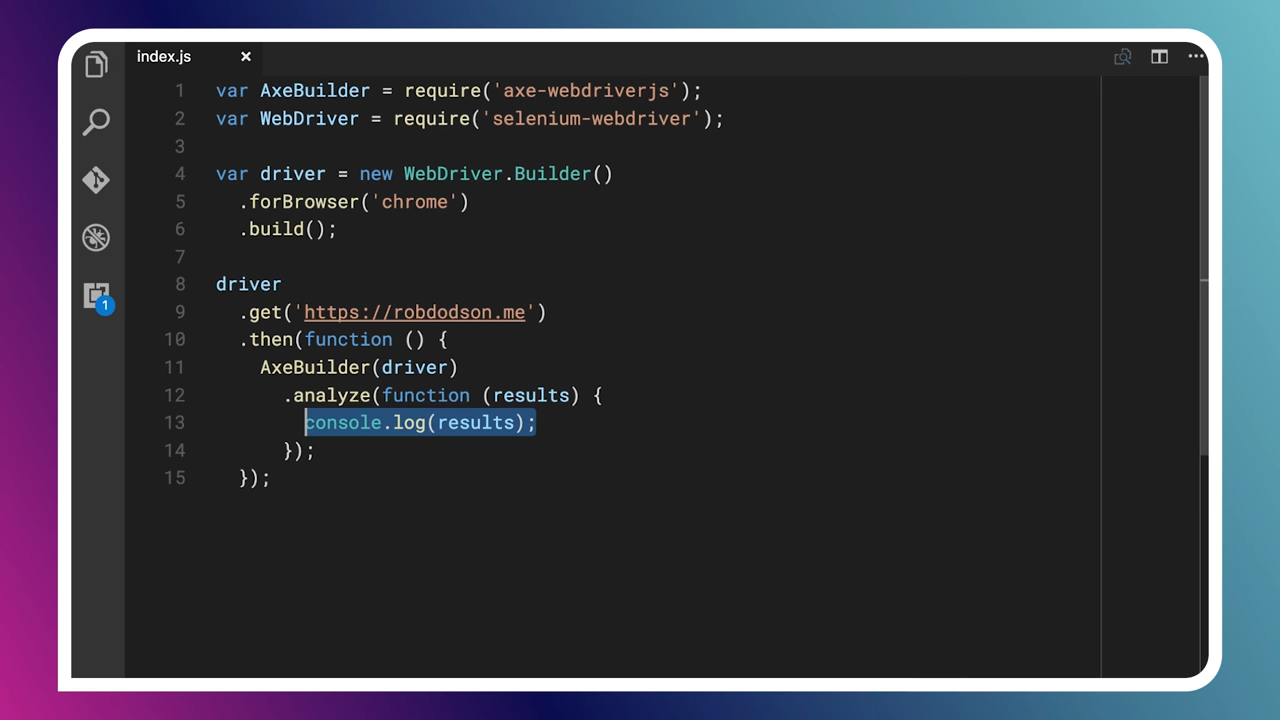 index.js
1 var AxeBuilder = require('axe-webdriverjs');
2 var WebDriver = require('selenium-webdriver');
3
4 var driver = new WebDriver.Builder()
5 .forBrowser('chrome')
6 .build();
7
8 driver
9 .get('https://robdodson.me')
10 .then(function () {
11 AxeBuilder(driver)
12 .analyze(function (results) {
13 console.log(results);
14 });
15 });
1